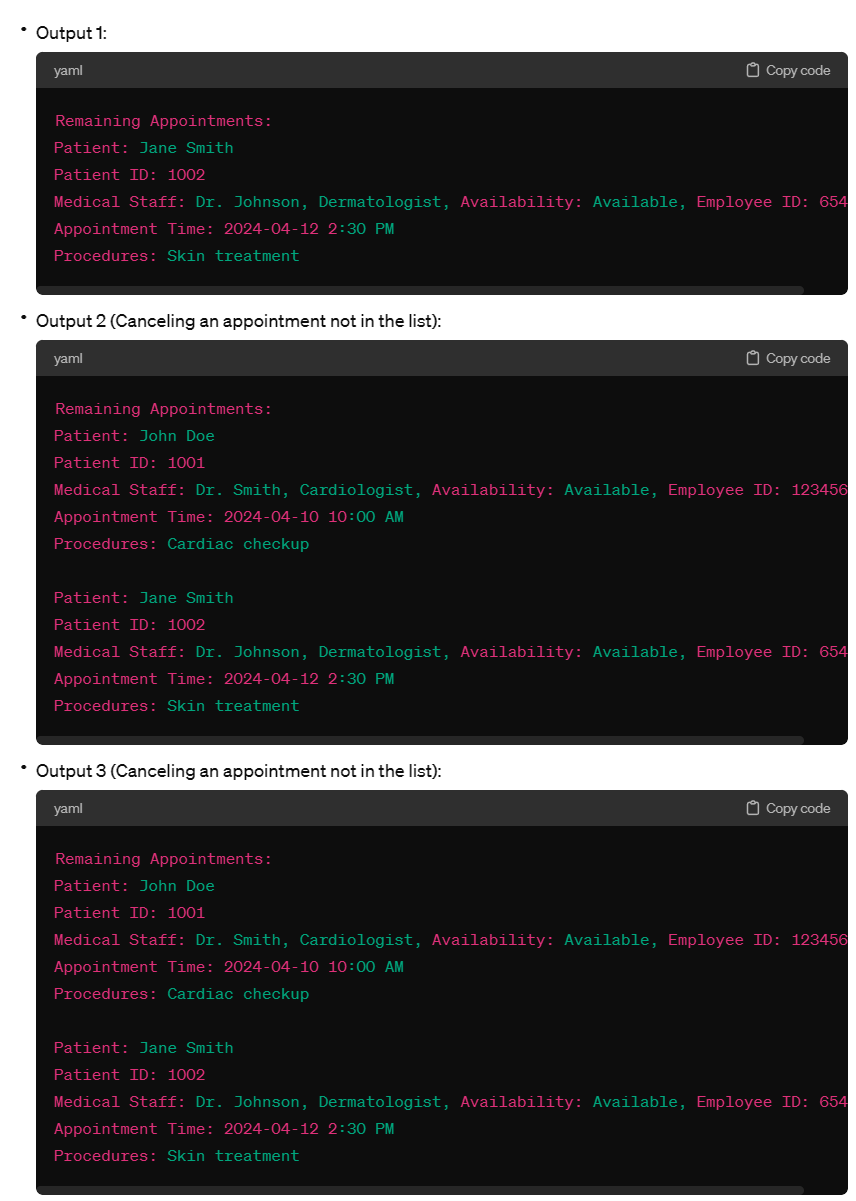 • Output 1:
yaml Copy code
Remaining Appointments:
Patient: Jane Smith
Patient ID: 1002
Medical Staff: Dr. Johnson, Dermatologist, Availability: Available, Employee ID: 654
Appointment Time: 2024-04-12 2:30 PM
Procedures: Skin treatment
• Output 2 (Canceling an appointment not in the list):
yaml Copy code
Remaining Appointments:
Patient: John Doe
Patient ID: 1001
Medical Staff: Dr. Smith, Cardiologist, Availability: Available, Employee ID: 123456
Appointment Time: 2024-04-10 10:00 AM
Procedures: Cardiac checkup
Patient: Jane Smith
Patient ID: 1002
Medical Staff: Dr. Johnson, Dermatologist, Availability: Available, Employee ID: 654
Appointment Time: 2024-04-12 2:30 PM
Procedures: Skin treatment
• Output 3 (Canceling an appointment not in the list):
yaml Copy code
Remaining Appointments:
Patient: John Doe
Patient ID: 1001
Medical Staff: Dr. Smith, Cardiologist, Availability: Available, Employee ID: 123456
Appointment Time: 2024-04-10 10:00 AM
Procedures: Cardiac checkup
Patient: Jane Smith
Patient ID: 1002
Medical Staff: Dr. Johnson, Dermatologist, Availability: Available, Employee ID: 654
Appointment Time: 2024-04-12 2:30 PM
Procedures: Skin treatment